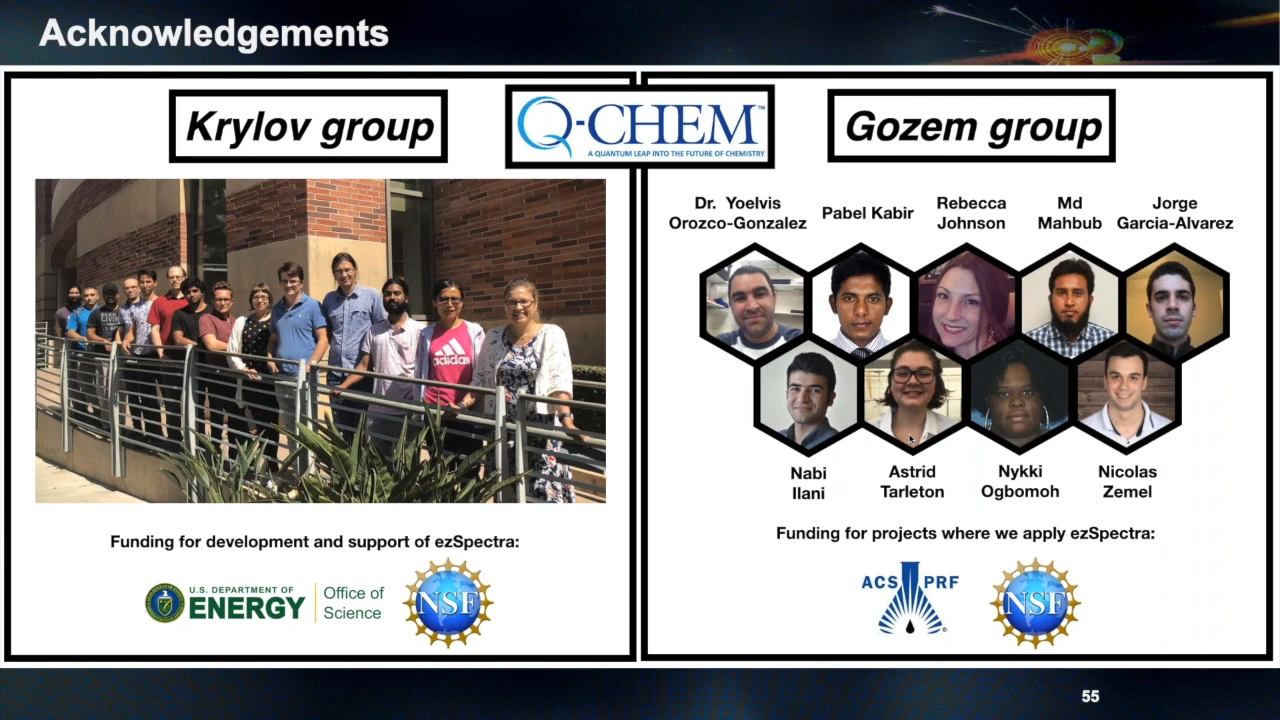 Acknowledgements
Krylov group
Q-CHEM™
A QUANTUM LEAP INTO THE FUTURE OF CHEMISTRY
Gozem group
Dr. Yoelvis
Orozco-Gonzalez
Pabel Kabir
Rebecca
Johnson
Md
Mahbub
Jorge
Garcia-Alvarez
adidas
Nabi
Ilani
Astrid
Tarleton
Nykki
Ogbomoh
Nicolas
Zemel
Funding for development and support of ezSpectra:
U.S. DEPARTMENT OF
ENERGY
Office of
Science
NSF
Funding for projects where we apply ezSpectra:
ACS PRF
®
NSF
55